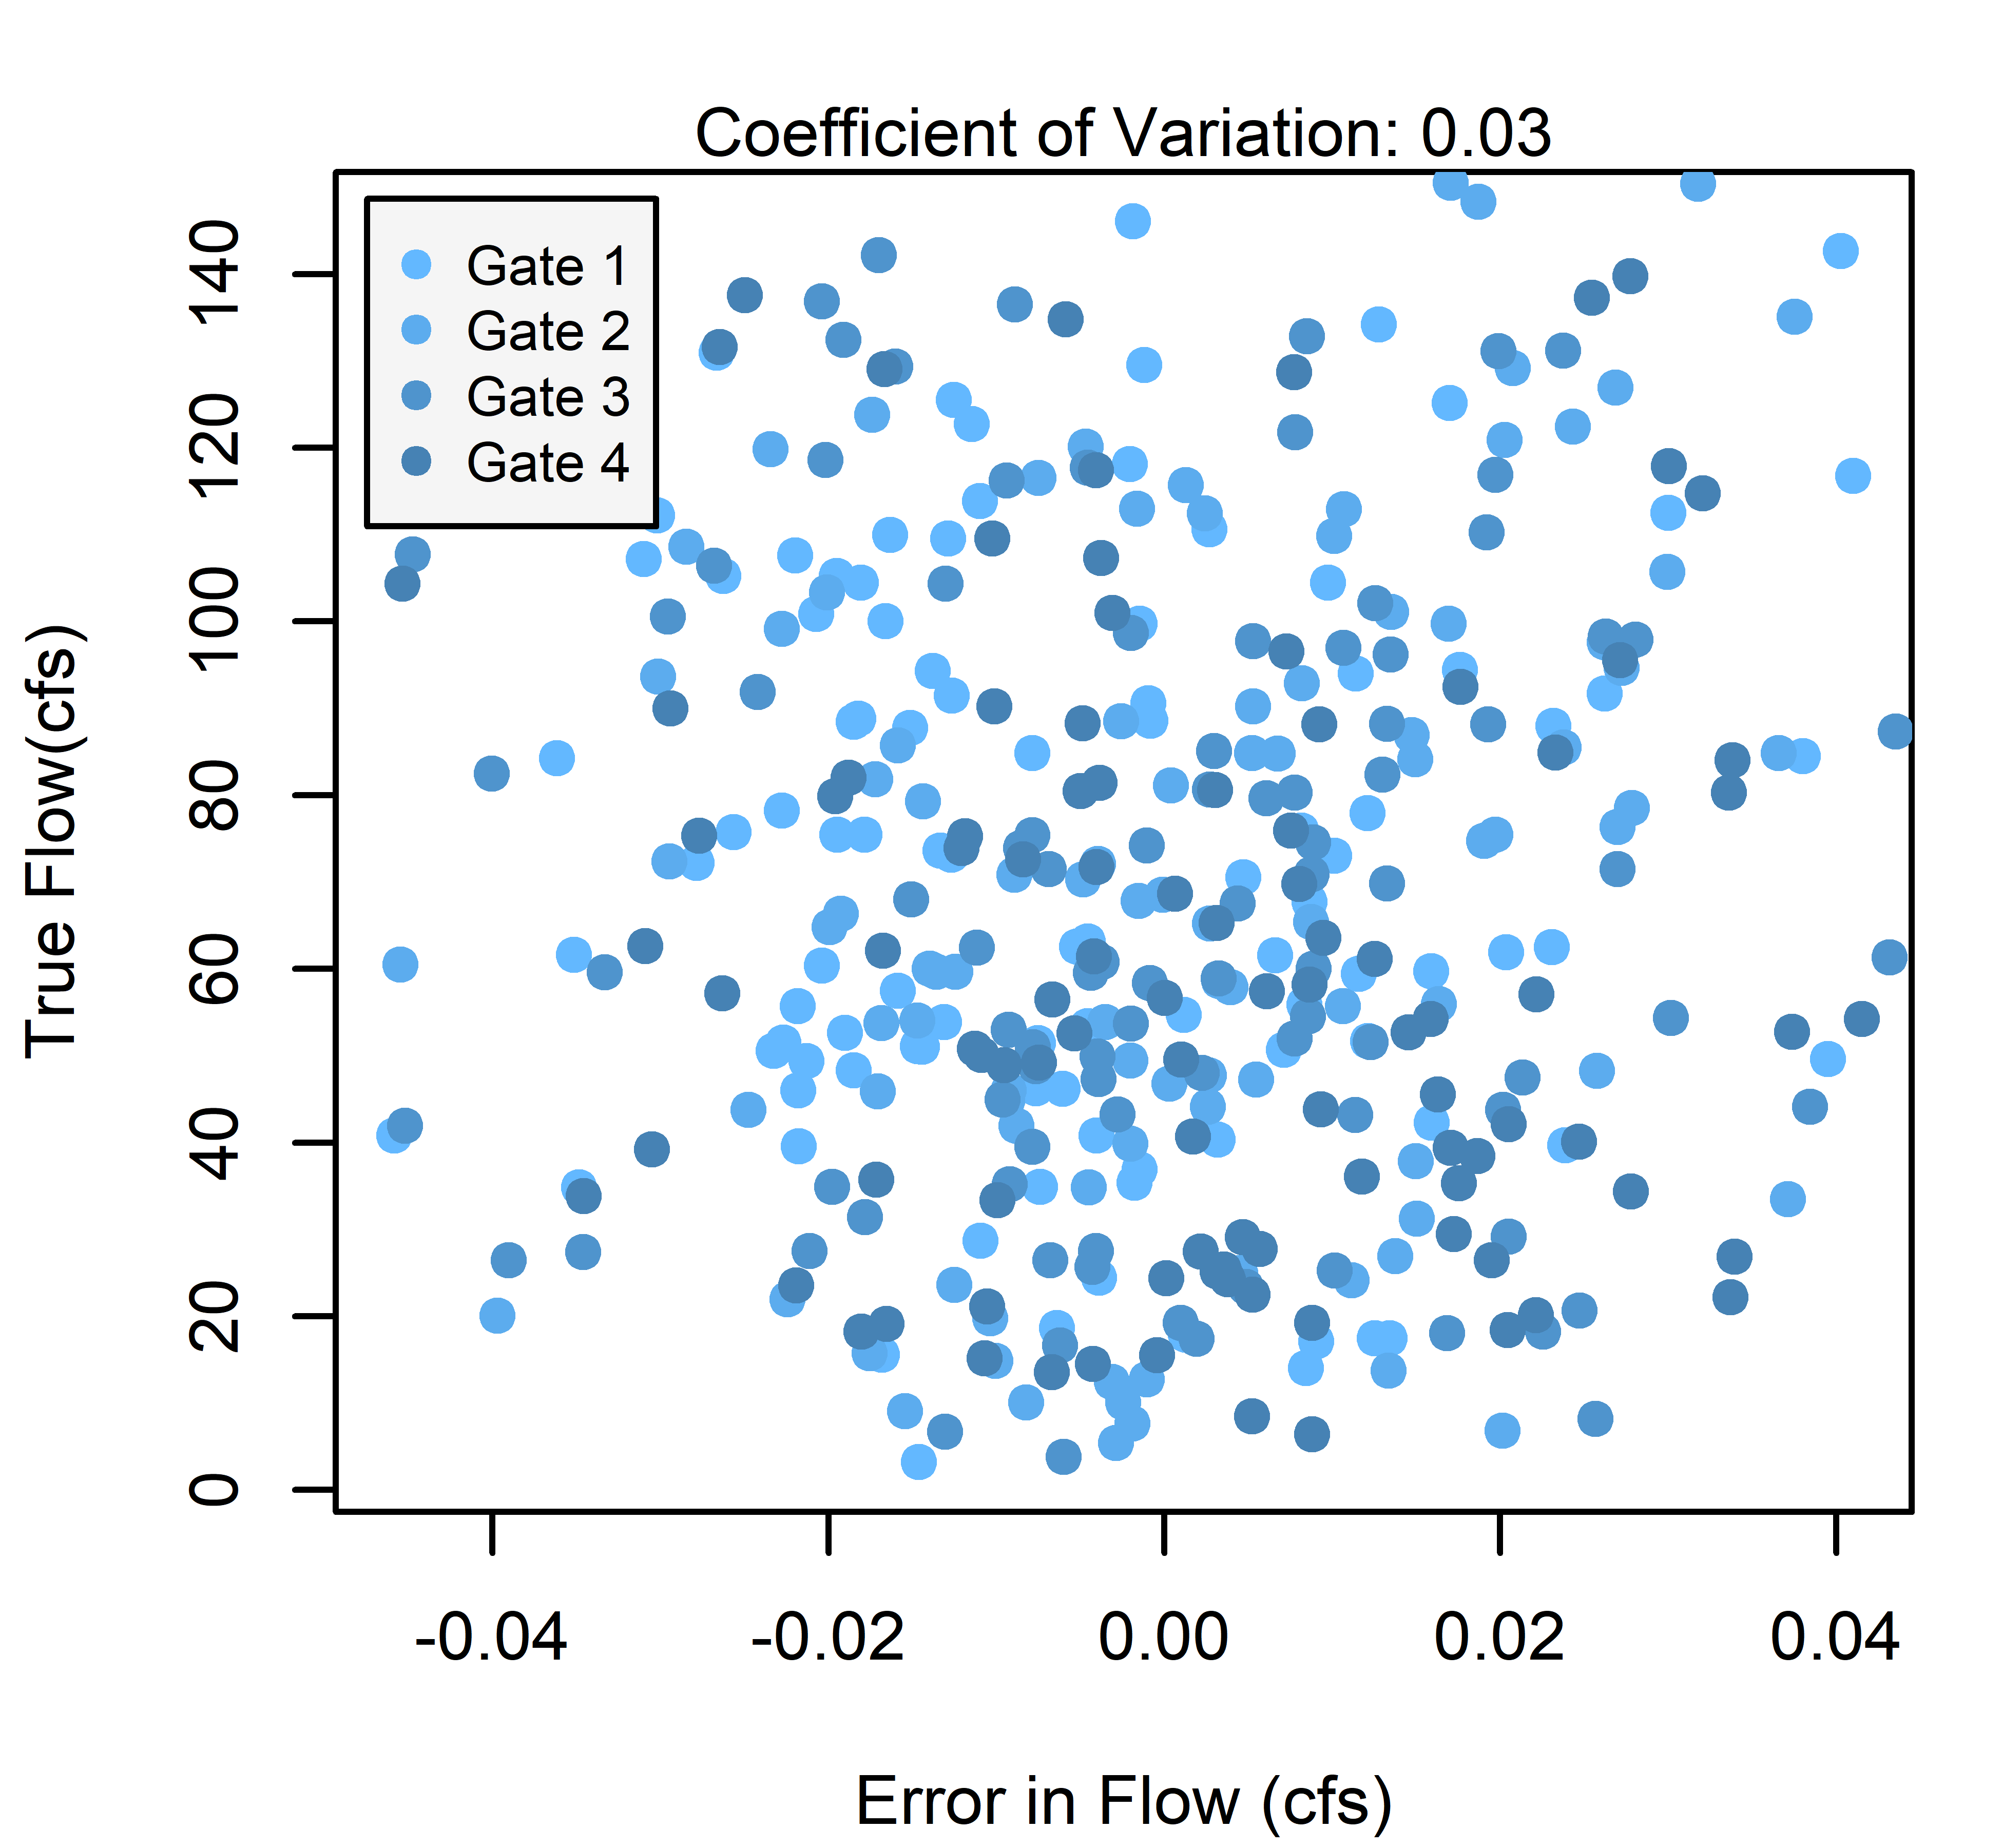 Coefficient of Variation: 0.03
Gate 1
Gate 2
Gate 3
Gate 4
True Flow(cfs)
140
120
100
80
60
40
20
0
-0.04 -0.02 0.00 0.02 0.04
Error in Flow (cfs)